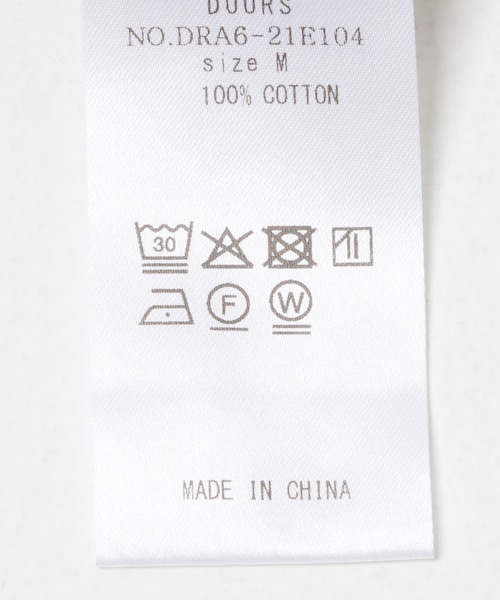 DOORS
NO.DRA6-21E104
size M
100% COTTON
30
F W
MADE IN CHINA